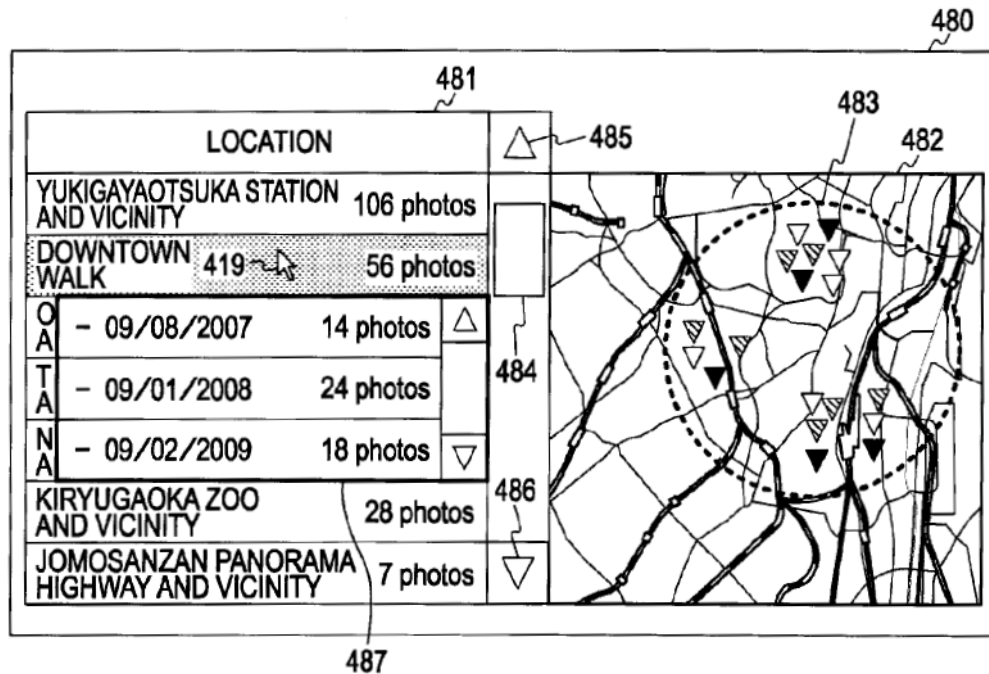 480
481
483
LOCATION
485
482
YUKIGAYAOTSUKA STATION
AND VICINITY 106 photos
DOWNTOWN
WALK 419 56 photos
O
A - 09/08/2007 14 photos
484
T
A - 09/01/2008 24 photos
N
A - 09/02/2009 18 photos
486
KIRYUGAOKA ZOO
AND VICINITY 28 photos
JOMOSANZAN PANORAMA
HIGHWAY AND VICINITY 7 photos
487